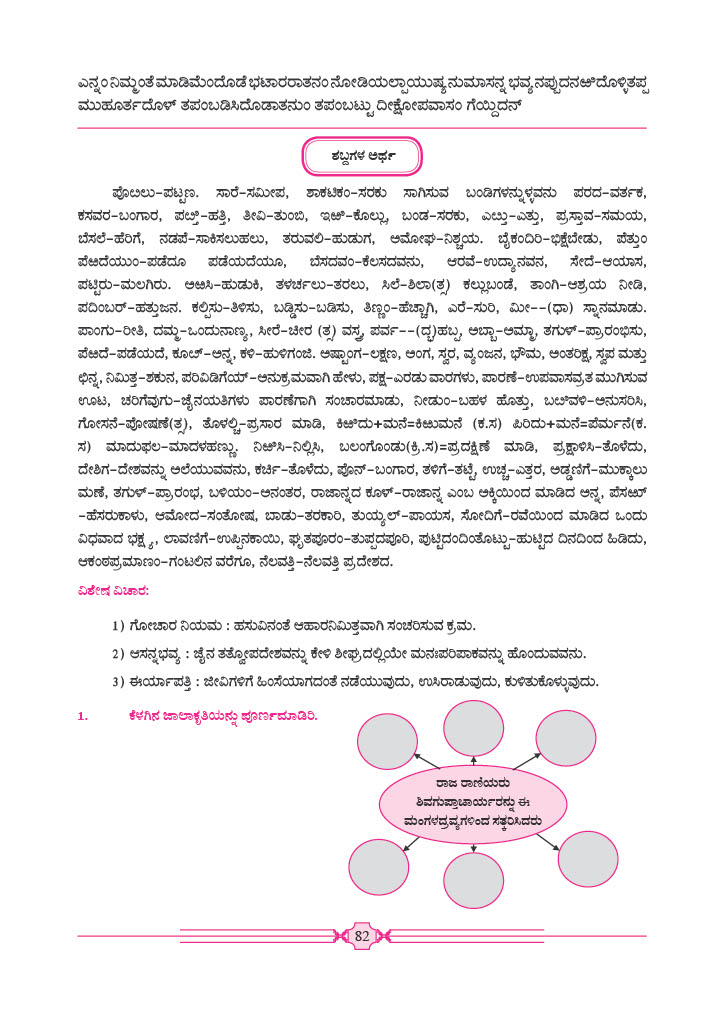 ಎನ್ನಂ ನಿಮ್ಮಂತೆ ಮಾಡಿಮೆಂದೊಡೆ ಭಟಾರರಾತನಂ ನೋಡಿಯಲ್ಪಾಯುಷ್ಯನುಮಾಸನ್ನ ಭವ್ಯನಪ್ಪುದನಱಿದೊಳ್ಳಿತಪ್ಪ
ಮುಹೂರ್ತದೊಳ್ ತಪಂಬಡಿಸಿದೊಡಾತನುಂ ತಪಂಬಟ್ಟು ದೀಕ್ಷೋಪವಾಸಂ ಗೆಯ್ದಿದನ್
ಶಬ್ದಗಳ ಅರ್ಥ
ಪೊೞಲು-ಪಟ್ಟಣ. ಸಾರೆ-ಸಮೀಪ, ಶಾಕಟಿಕಂ-ಸರಕು ಸಾಗಿಸುವ ಬಂಡಿಗಳನ್ನುಳ್ಳವನು ಪರದ-ವರ್ತಕ,
ಕಸವರ-ಬಂಗಾರ, ಪೞ್ತಿ-ಹತ್ತಿ, ತೀವಿ-ತುಂಬಿ, ಇಱಿ-ಕೊಲ್ಲು, ಬಂಡ-ಸರಕು, ಎೞ್ತು-ಎತ್ತು, ಪ್ರಸ್ತಾವ-ಸಮಯ,
ಬೆಸಲೆ-ಹೆರಿಗೆ, ನಡಪೆ-ಸಾಕಿಸಲುಹಲು, ತರುವಲಿ-ಹುಡುಗ, ಅಮೋಘ-ನಿಶ್ಚಯ. ಬೈಕಂದಿರಿ-ಭಿಕ್ಷೆಬೇಡು, ಪೆತ್ತುಂ
ಪೆಱದೆಯುಂ-ಪಡೆದೂ ಪಡೆಯದೆಯೂ, ಬೆಸದವಂ-ಕೆಲಸದವನು, ಆರವೆ-ಉದ್ಯಾನವನ, ಸೇದೆ-ಆಯಾಸ,
ಪಟ್ಟಿರು-ಮಲಗಿರು. ಅಱಸಿ-ಹುಡುಕಿ, ತಳರ್ಚಲು-ತರಲು, ಸಿಲೆ-ಶಿಲಾ(ತ್ಸ) ಕಲ್ಲುಬಂಡೆ, ತಾಂಗಿ-ಆಶ್ರಯ ನೀಡಿ,
ಪದಿಂಬರ್-ಹತ್ತುಜನ. ಕಲ್ಪಿಸು-ತಿಳಿಸು, ಬಡ್ಡಿಸು-ಬಡಿಸು, ತಿಣ್ಣಂ-ಹೆಚ್ಚಾಗಿ, ಎರೆ-ಸುರಿ, ಮೀ--(ಧಾ) ಸ್ನಾನಮಾಡು.
ಪಾಂಗು-ರೀತಿ, ದಮ್ಮ-ಒಂದುನಾಣ್ಯ, ಸೀರೆ-ಚೀರ (ತ್ಸ) ವಸ್ತ್ರ, ಪರ್ವ--(ದ್ಭ)ಹಬ್ಬ, ಅಬ್ಬಾ-ಅಮ್ಮಾ, ತಗುಳ್-ಪ್ರಾರಂಭಿಸು,
ಪೆಱದೆ-ಪಡೆಯದೆ, ಕೂೞ್-ಅನ್ನ, ಕಳಿ-ಹುಳಿಗಂಜಿ. ಅಷ್ಟಾಂಗ-ಲಕ್ಷಣ, ಅಂಗ, ಸ್ವರ, ವ್ಯಂಜನ, ಭೌಮ, ಅಂತರಿಕ್ಷ, ಸ್ವಪ್ನ ಮತ್ತು
ಛಿನ್ನ, ನಿಮಿತ್ತ-ಶಕುನ, ಪರಿವಿಡಿಗೆಯ್-ಅನುಕ್ರಮವಾಗಿ ಹೇಳು, ಪಕ್ಷ-ಎರಡು ವಾರಗಳು, ಪಾರಣೆ-ಉಪವಾಸವ್ರತ ಮುಗಿಸುವ
ಊಟ, ಚರಿಗೆವುಗು-ಜೈನಯತಿಗಳು ಪಾರಣೆಗಾಗಿ ಸಂಚಾರಮಾಡು, ನೀಡುಂ-ಬಹಳ ಹೊತ್ತು, ಬೞಿವಳಿ-ಅನುಸರಿಸಿ,
ಗೋಸನೆ-ಪೋಷಣೆ(ತ್ಸ), ತೊಳಲ್ಚಿ-ಪ್ರಸಾರ ಮಾಡಿ, ಕಿಱಿದು+ಮನೆ=ಕಿಱುಮನೆ (ಕ.ಸ) ಪಿರಿದು+ಮನೆ=ಪೆರ್ಮನೆ(ಕ.
ಸ) ಮಾದುಫಲ-ಮಾದಳಹಣ್ಣು. ನಿಱಿಸಿ-ನಿಲ್ಲಿಸಿ, ಬಲಂಗೊಂಡು(ಕ್ರಿ.ಸ)=ಪ್ರದಕ್ಷಿಣೆ ಮಾಡಿ, ಪ್ರಕ್ಷಾಳಿಸಿ-ತೊಳೆದು,
ದೇಶಿಗ-ದೇಶವನ್ನು ಅಲೆಯುವವನು, ಕರ್ಚಿ-ತೊಳೆದು, ಪೊನ್-ಬಂಗಾರ, ತಳಿಗೆ-ತಟ್ಟೆ, ಉಚ್ಚ-ಎತ್ತರ, ಅಡ್ಡಣಿಗೆ-ಮುಕ್ಕಾಲು
ಮಣೆ, ತಗುಳ್-ಪ್ರಾರಂಭ, ಬಳಿಯಂ-ಅನಂತರ, ರಾಜಾನ್ನದ ಕೂಳ್-ರಾಜಾನ್ನ ಎಂಬ ಅಕ್ಕಿಯಿಂದ ಮಾಡಿದ ಅನ್ನ, ಪೆಸಱು್
-ಹೆಸರುಕಾಳು, ಆಮೋದ-ಸಂತೋಷ, ಬಾಡು-ತರಕಾರಿ, ತುಯ್ಯಲ್-ಪಾಯಸ, ಸೋದಿಗೆ-ರವೆಯಿಂದ ಮಾಡಿದ ಒಂದು
ವಿಧವಾದ ಭಕ್ಷ್ಯ, ಲಾವಣಿಗೆ-ಉಪ್ಪಿನಕಾಯಿ, ಘೃತಪೂರಂ-ತುಪ್ಪದಪೂರಿ, ಪುಟ್ಟಿದಂದಿಂತೊಟ್ಟು-ಹುಟ್ಟಿದ ದಿನದಿಂದ ಹಿಡಿದು,
ಆಕಂಠಪ್ರಮಾಣಂ-ಗಂಟಲಿನ ವರೆಗೂ, ನೆಲವತ್ತಿ-ನೆಲವತ್ತಿ ಪ್ರದೇಶದ.
ವಿಶೇಷ ವಿಚಾರ:
1) ಗೋಚಾರ ನಿಯಮ : ಹಸುವಿನಂತೆ ಆಹಾರನಿಮಿತ್ತವಾಗಿ ಸಂಚರಿಸುವ ಕ್ರಮ.
2) ಆಸನ್ನಭವ್ಯ : ಜೈನ ತತ್ವೋಪದೇಶವನ್ನು ಕೇಳಿ ಶೀಘ್ರದಲ್ಲಿಯೇ ಮನಃಪರಿಪಾಕವನ್ನು ಹೊಂದುವವನು.
3) ಈರ್ಯಾಪತ್ತಿ : ಜೀವಿಗಳಿಗೆ ಹಿಂಸೆಯಾಗದಂತೆ ನಡೆಯುವುದು, ಉಸಿರಾಡುವುದು, ಕುಳಿತುಕೊಳ್ಳುವುದು.
1. ಕೆಳಗಿನ ಜಾಲಾಕೃತಿಯನ್ನು ಪೂರ್ಣಮಾಡಿರಿ.
ರಾಜ ರಾಣಿಯರು
ಶಿವಗುಪ್ತಾಚಾರ್ಯರನ್ನು ಈ
ಮಂಗಳದ್ರವ್ಯಗಳಿಂದ ಸತ್ಕರಿಸಿದರು
82